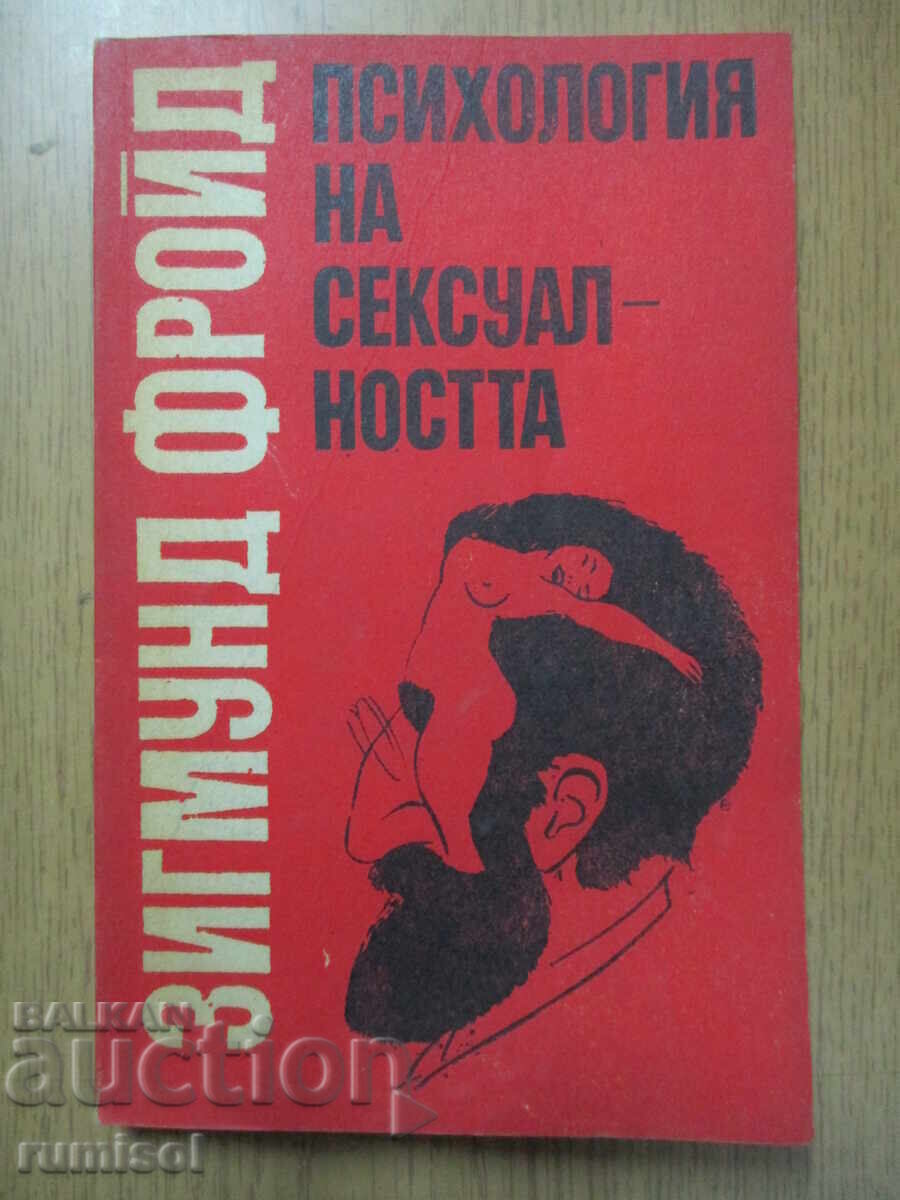 ЗИГМУНД ФРОЙД
ПСИХОЛОГИЯ
НА
СЕКСУАЛ-
НОСТТА
BALKAN
auction
rumisol